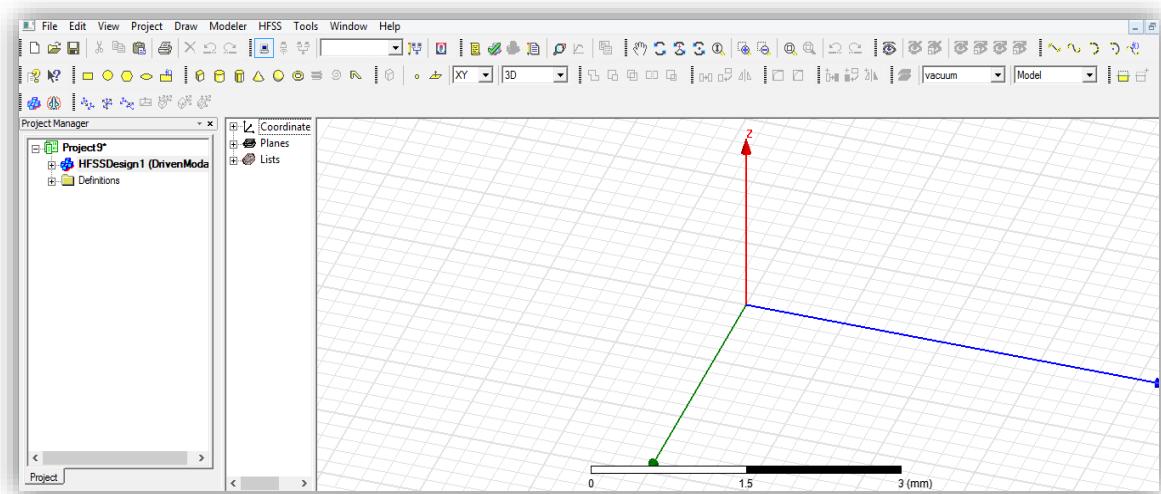 File Edit View Project Draw Modeler HFSS Tools Window Help
XY 3D vacuum Model
Project Manager
Project9*
HFSSDesign1 (DrivenModa
Definitions
Project
Coordinate
Planes
Lists
Z
0 1.5 3 (mm)